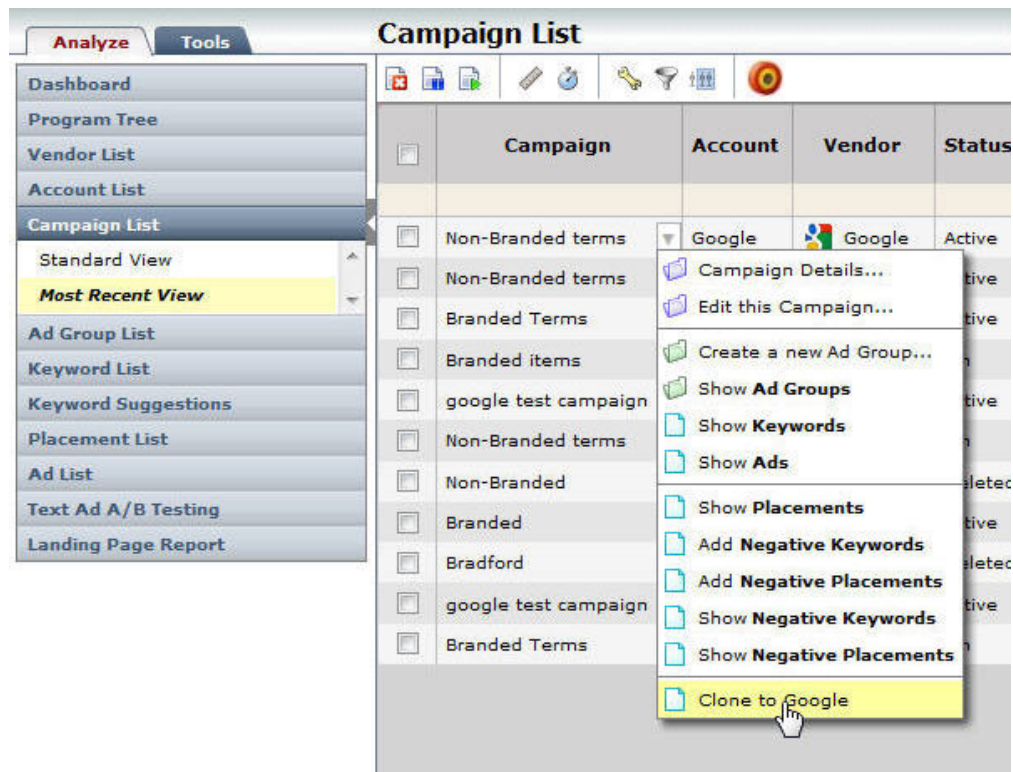 Analyze Tools
Campaign List
Dashboard
Program Tree
Vendor List
Account List
Campaign List
Standard View
Most Recent View
Ad Group List
Keyword List
Keyword Suggestions
Placement List
Ad List
Text Ad A/B Testing
Landing Page Report
Campaign Account Vendor Status
Non-Branded terms Google Google Active
Non-Branded terms
Branded Terms
Branded items
google test campaign
Non-Branded terms
Non-Branded
Branded
Bradford
google test campaign
Branded Terms
Campaign Details...
Edit this Campaign...
Create a new Ad Group...
Show Ad Groups
Show Keywords
Show Ads
Show Placements
Add Negative Keywords
Add Negative Placements
Show Negative Keywords
Show Negative Placements
Clone to Google